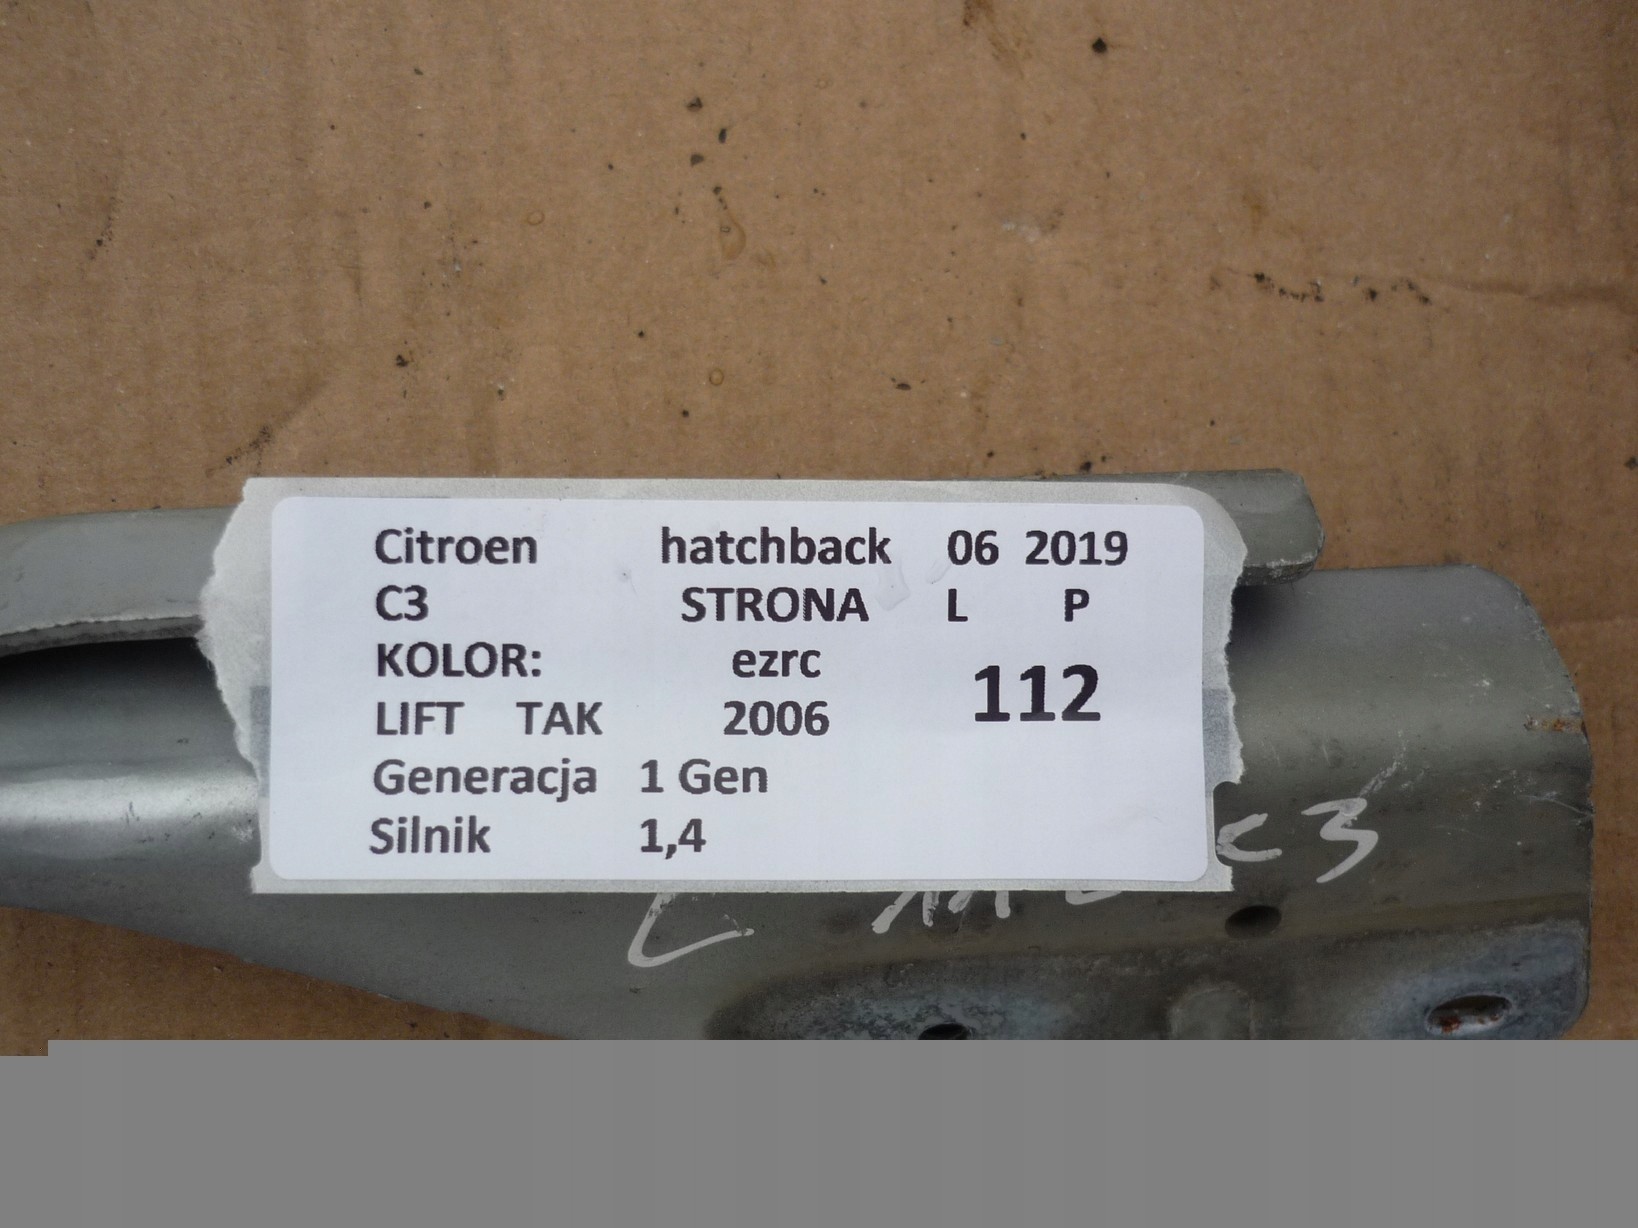 Citroen hatchback 06 2019
C3 STRONA L P
KOLOR: ezrc
112
LIFT TAK 2006
Generacja 1 Gen
Silnik 1,4
C3
L